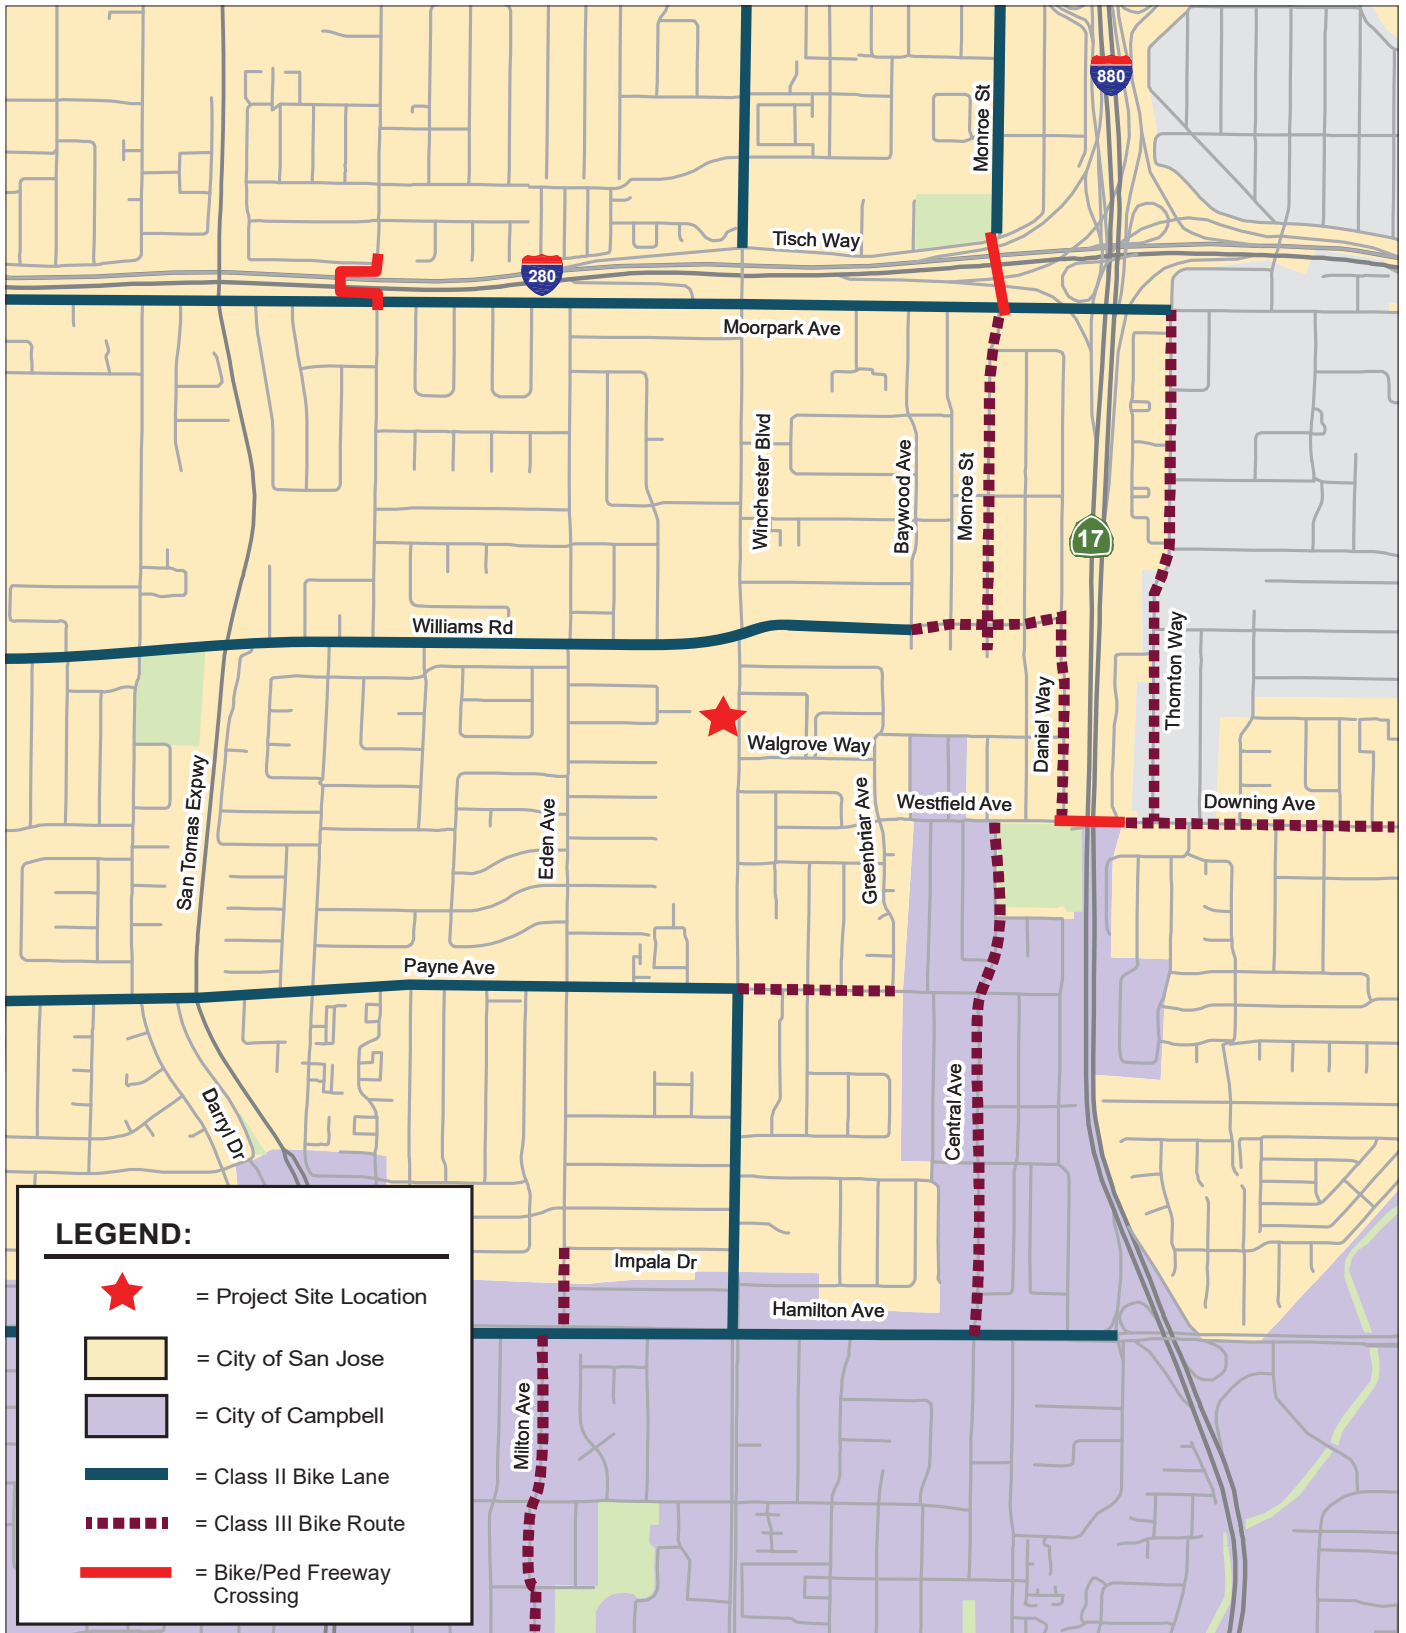 880
Monroe St
Tisch Way
280
Moorpark Ave
Winchester Blvd
Baywood Ave
Monroe St
17
Williams Rd
Thornton Way
Daniel Way
Walgrove Way
San Tomas Expwy
Eden Ave
Greenbriar Ave
Westfield Ave
Downing Ave
Payne Ave
Central Ave
Darryl Dr
Impala Dr
Hamilton Ave
Milton Ave
LEGEND:
= Project Site Location
= City of San Jose
= City of Campbell
= Class II Bike Lane
= Class III Bike Route
= Bike/Ped Freeway
Crossing